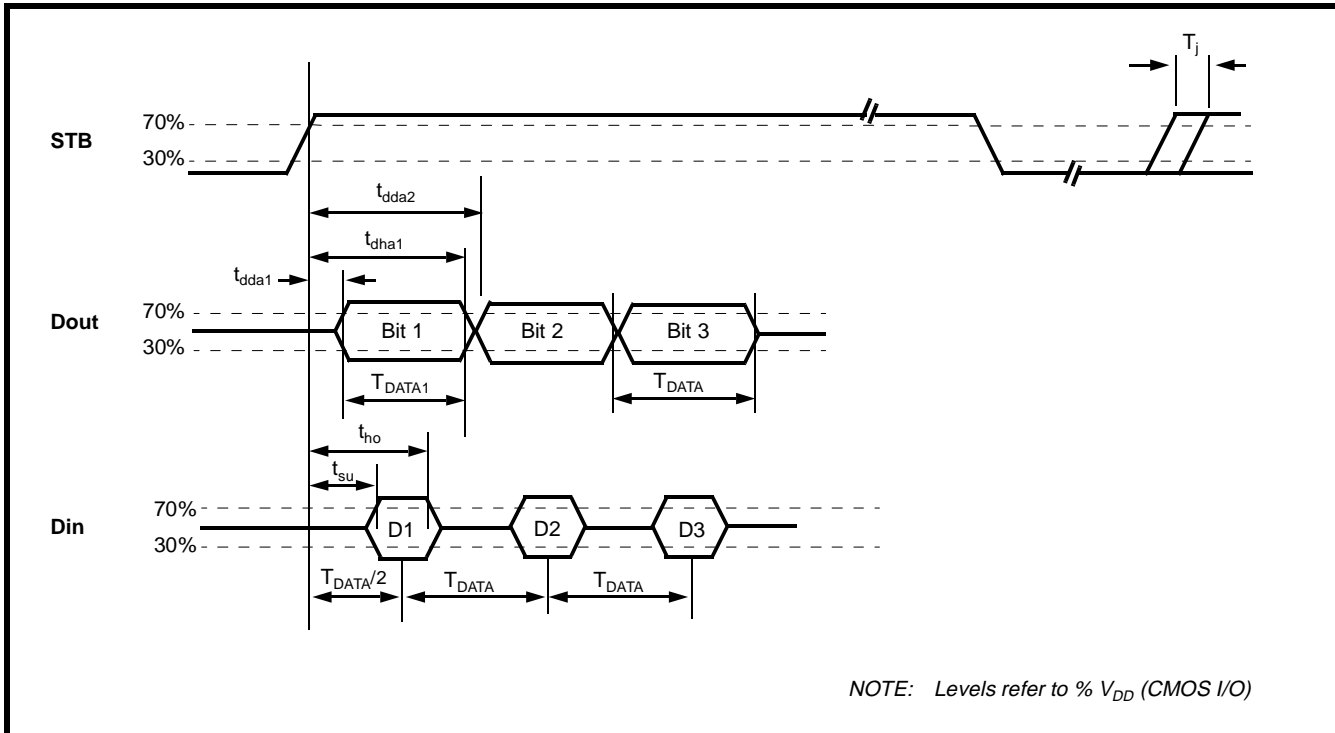 T_j
STB
70%
30%
t_dda2
t_dha1
t_dda1
Dout
70%
30%
Bit 1
Bit 2
Bit 3
T_DATA1
T_DATA
t_ho
t_su
Din
70%
30%
D1
D2
D3
T_DATA/2
T_DATA
T_DATA
NOTE: Levels refer to % V_DD (CMOS I/O)